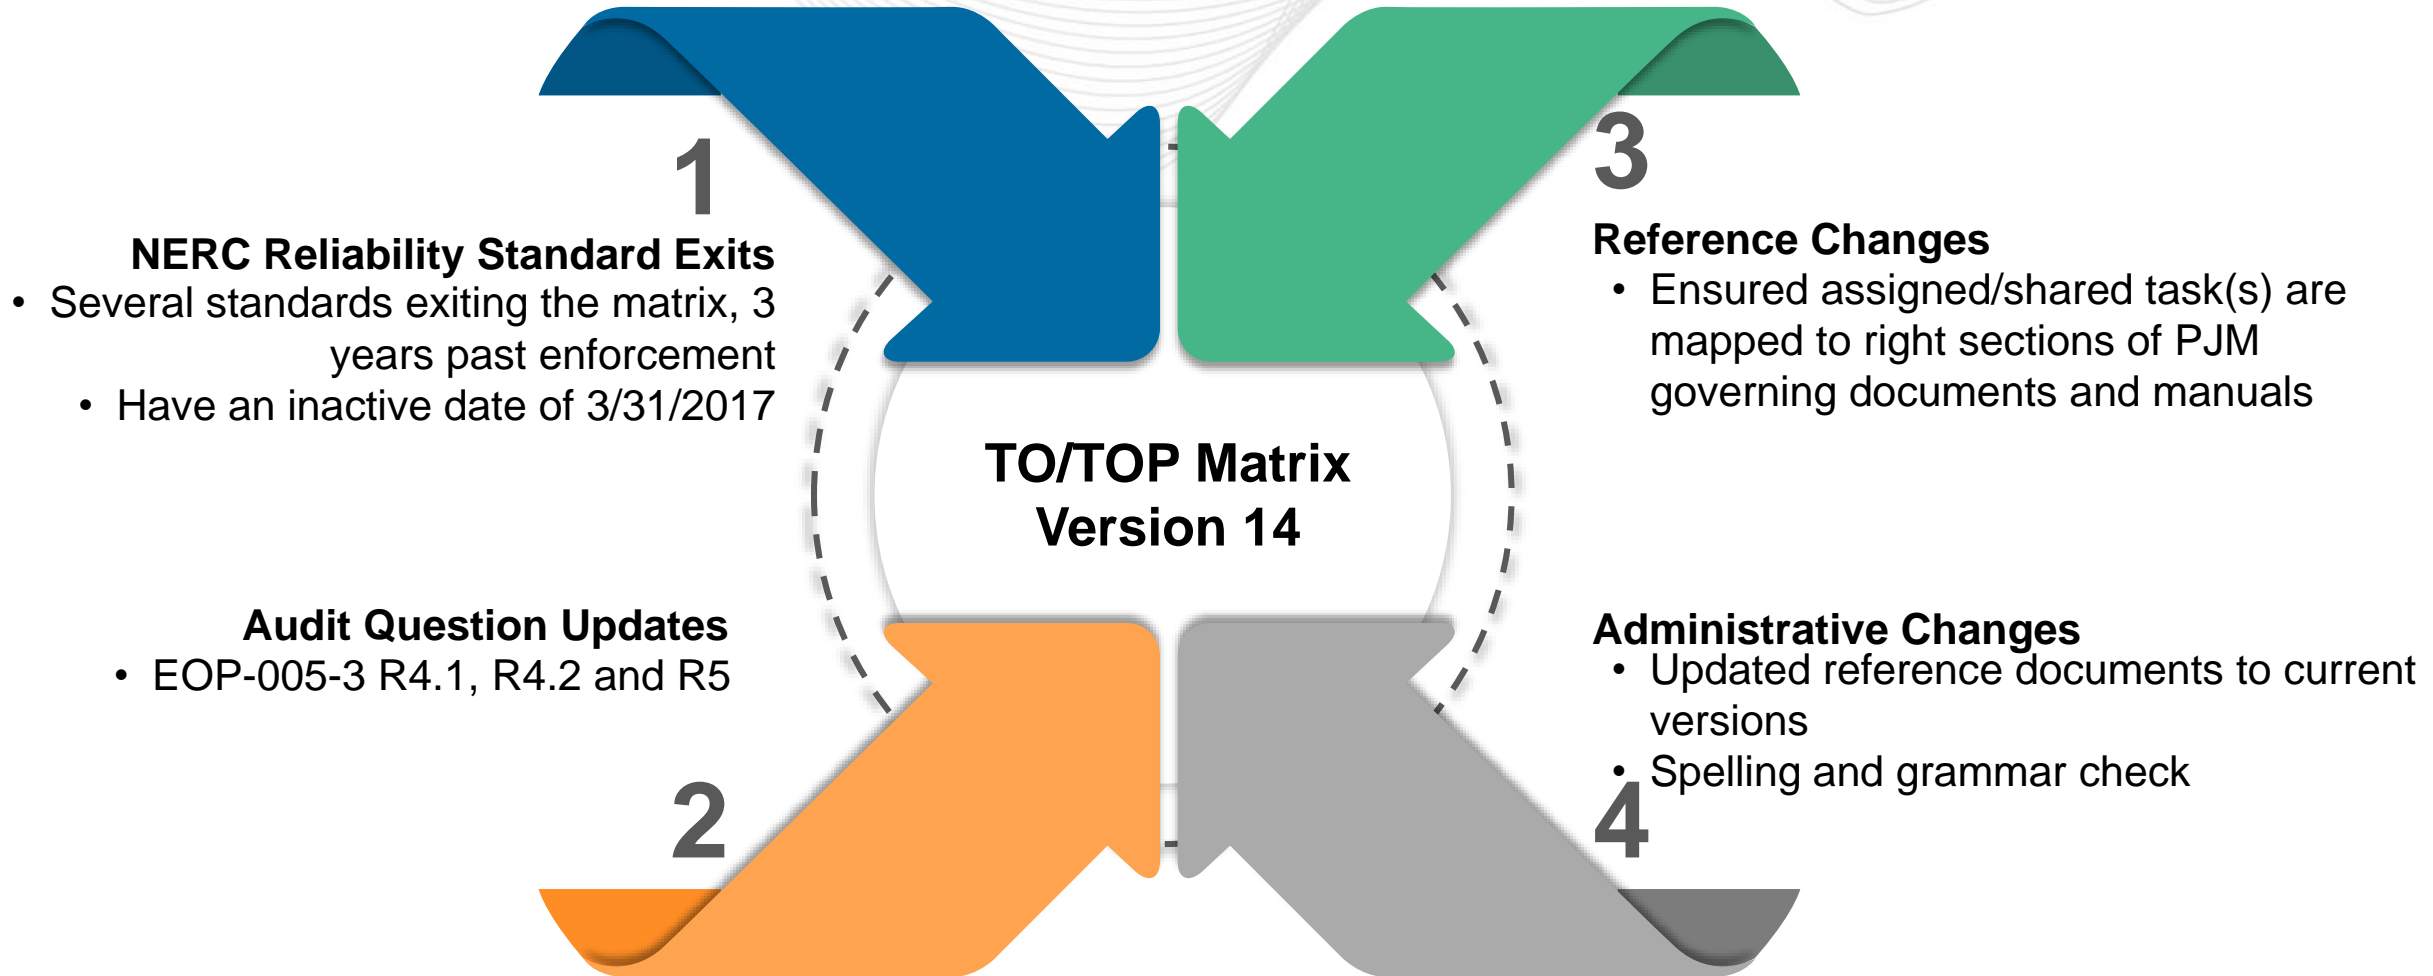 1
NERC Reliability Standard Exits
• Several standards exiting the matrix, 3
years past enforcement
• Have an inactive date of 3/31/2017
2
Audit Question Updates
• EOP-005-3 R4.1, R4.2 and R5
TO/TOP Matrix
Version 14
3
Reference Changes
• Ensured assigned/shared task(s) are
mapped to right sections of PJM
governing documents and manuals
4
Administrative Changes
• Updated reference documents to current
versions
• Spelling and grammar check